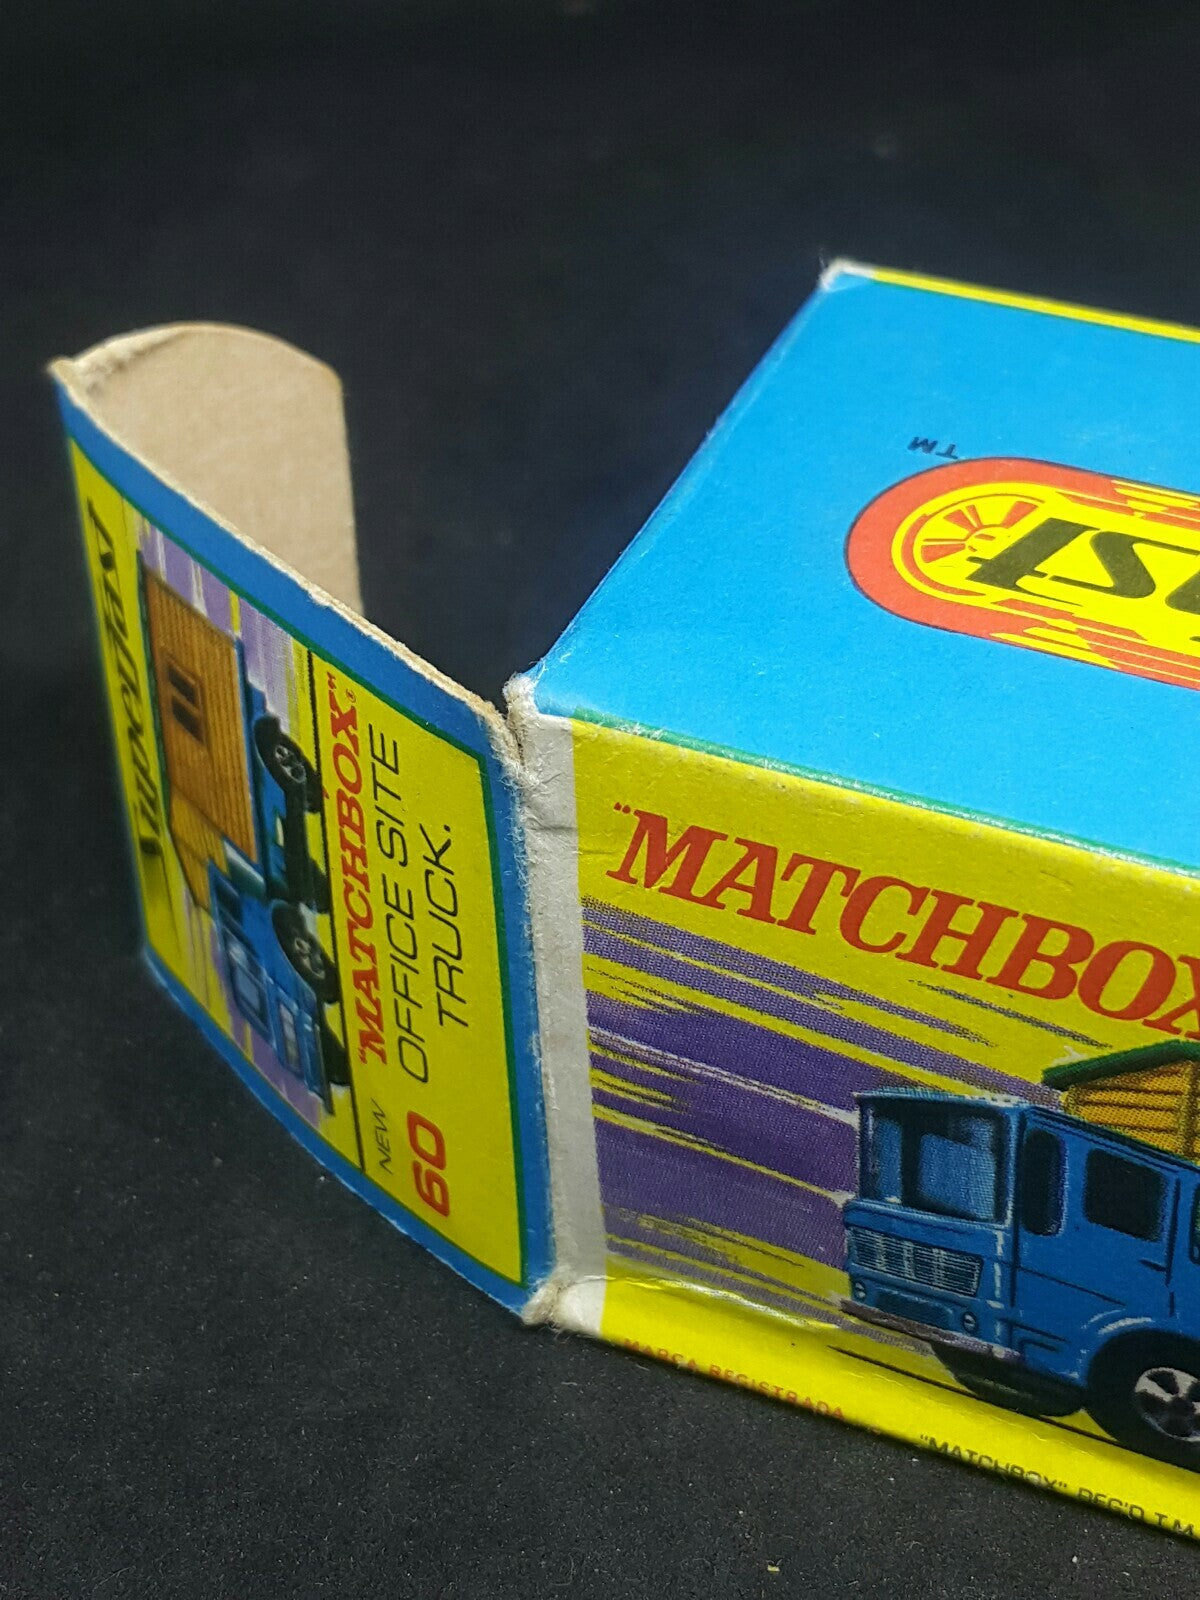 Superfast
"MATCHBOX"®
OFFICE SITE
TRUCK.
NEW
60
TM
"MATCHBOX
MARCA REGISTRADA
"MATCHBOX" REG'D T.M.